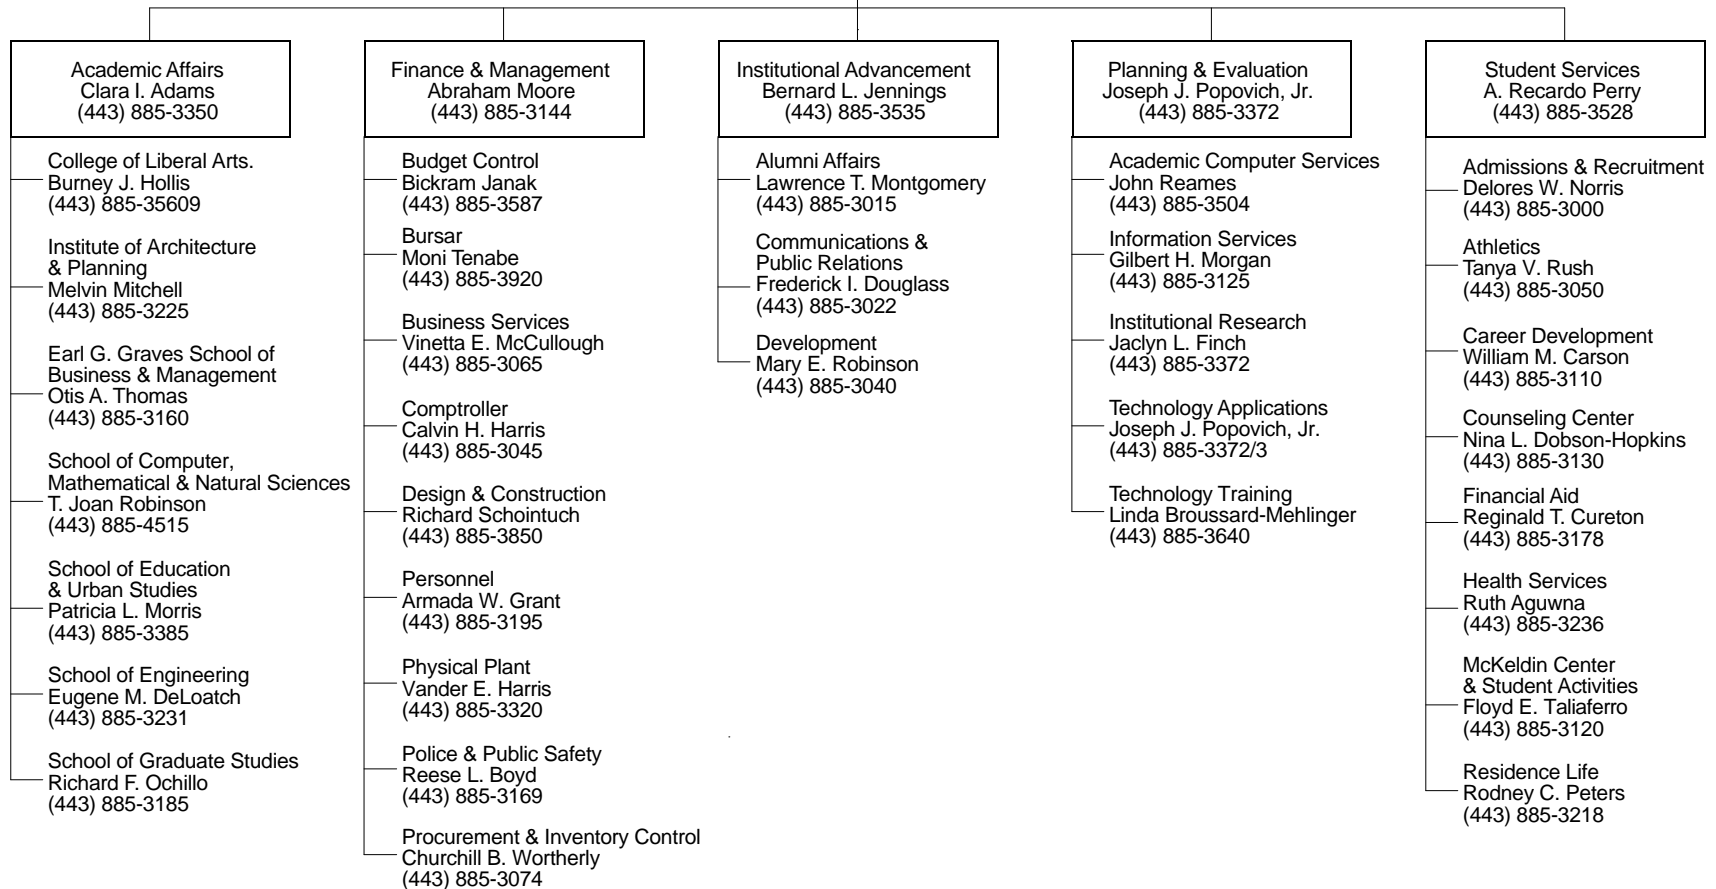 Academic Affairs
Clara I. Adams
(443) 885-3350
College of Liberal Arts.
Burney J. Hollis
(443) 885-35609
Institute of Architecture
& Planning
Melvin Mitchell
(443) 885-3225
Earl G. Graves School of
Business & Management
Otis A. Thomas
(443) 885-3160
School of Computer,
Mathematical & Natural Sciences
T. Joan Robinson
(443) 885-4515
School of Education
& Urban Studies
Patricia L. Morris
(443) 885-3385
School of Engineering
Eugene M. DeLoatch
(443) 885-3231
School of Graduate Studies
Richard F. Ochillo
(443) 885-3185
Finance & Management
Abraham Moore
(443) 885-3144
Budget Control
Bickram Janak
(443) 885-3587
Bursar
Moni Tenabe
(443) 885-3920
Business Services
Vinetta E. McCullough
(443) 885-3065
Comptroller
Calvin H. Harris
(443) 885-3045
Design & Construction
Richard Schointuch
(443) 885-3850
Personnel
Armada W. Grant
(443) 885-3195
Physical Plant
Vander E. Harris
(443) 885-3320
Police & Public Safety
Reese L. Boyd
(443) 885-3169
Procurement & Inventory Control
Churchill B. Wortherly
(443) 885-3074
Institutional Advancement
Bernard L. Jennings
(443) 885-3535
Alumni Affairs
Lawrence T. Montgomery
(443) 885-3015
Communications &
Public Relations
Frederick I. Douglass
(443) 885-3022
Development
Mary E. Robinson
(443) 885-3040
Planning & Evaluation
Joseph J. Popovich, Jr.
(443) 885-3372
Academic Computer Services
John Reames
(443) 885-3504
Information Services
Gilbert H. Morgan
(443) 885-3125
Institutional Research
Jaclyn L. Finch
(443) 885-3372
Technology Applications
Joseph J. Popovich, Jr.
(443) 885-3372/3
Technology Training
Linda Broussard-Mehlinger
(443) 885-3640
Student Services
A. Recardo Perry
(443) 885-3528
Admissions & Recruitment
Delores W. Norris
(443) 885-3000
Athletics
Tanya V. Rush
(443) 885-3050
Career Development
William M. Carson
(443) 885-3110
Counseling Center
Nina L. Dobson-Hopkins
(443) 885-3130
Financial Aid
Reginald T. Cureton
(443) 885-3178
Health Services
Ruth Aguwna
(443) 885-3236
McKeldin Center
& Student Activities
Floyd E. Taliaferro
(443) 885-3120
Residence Life
Rodney C. Peters
(443) 885-3218